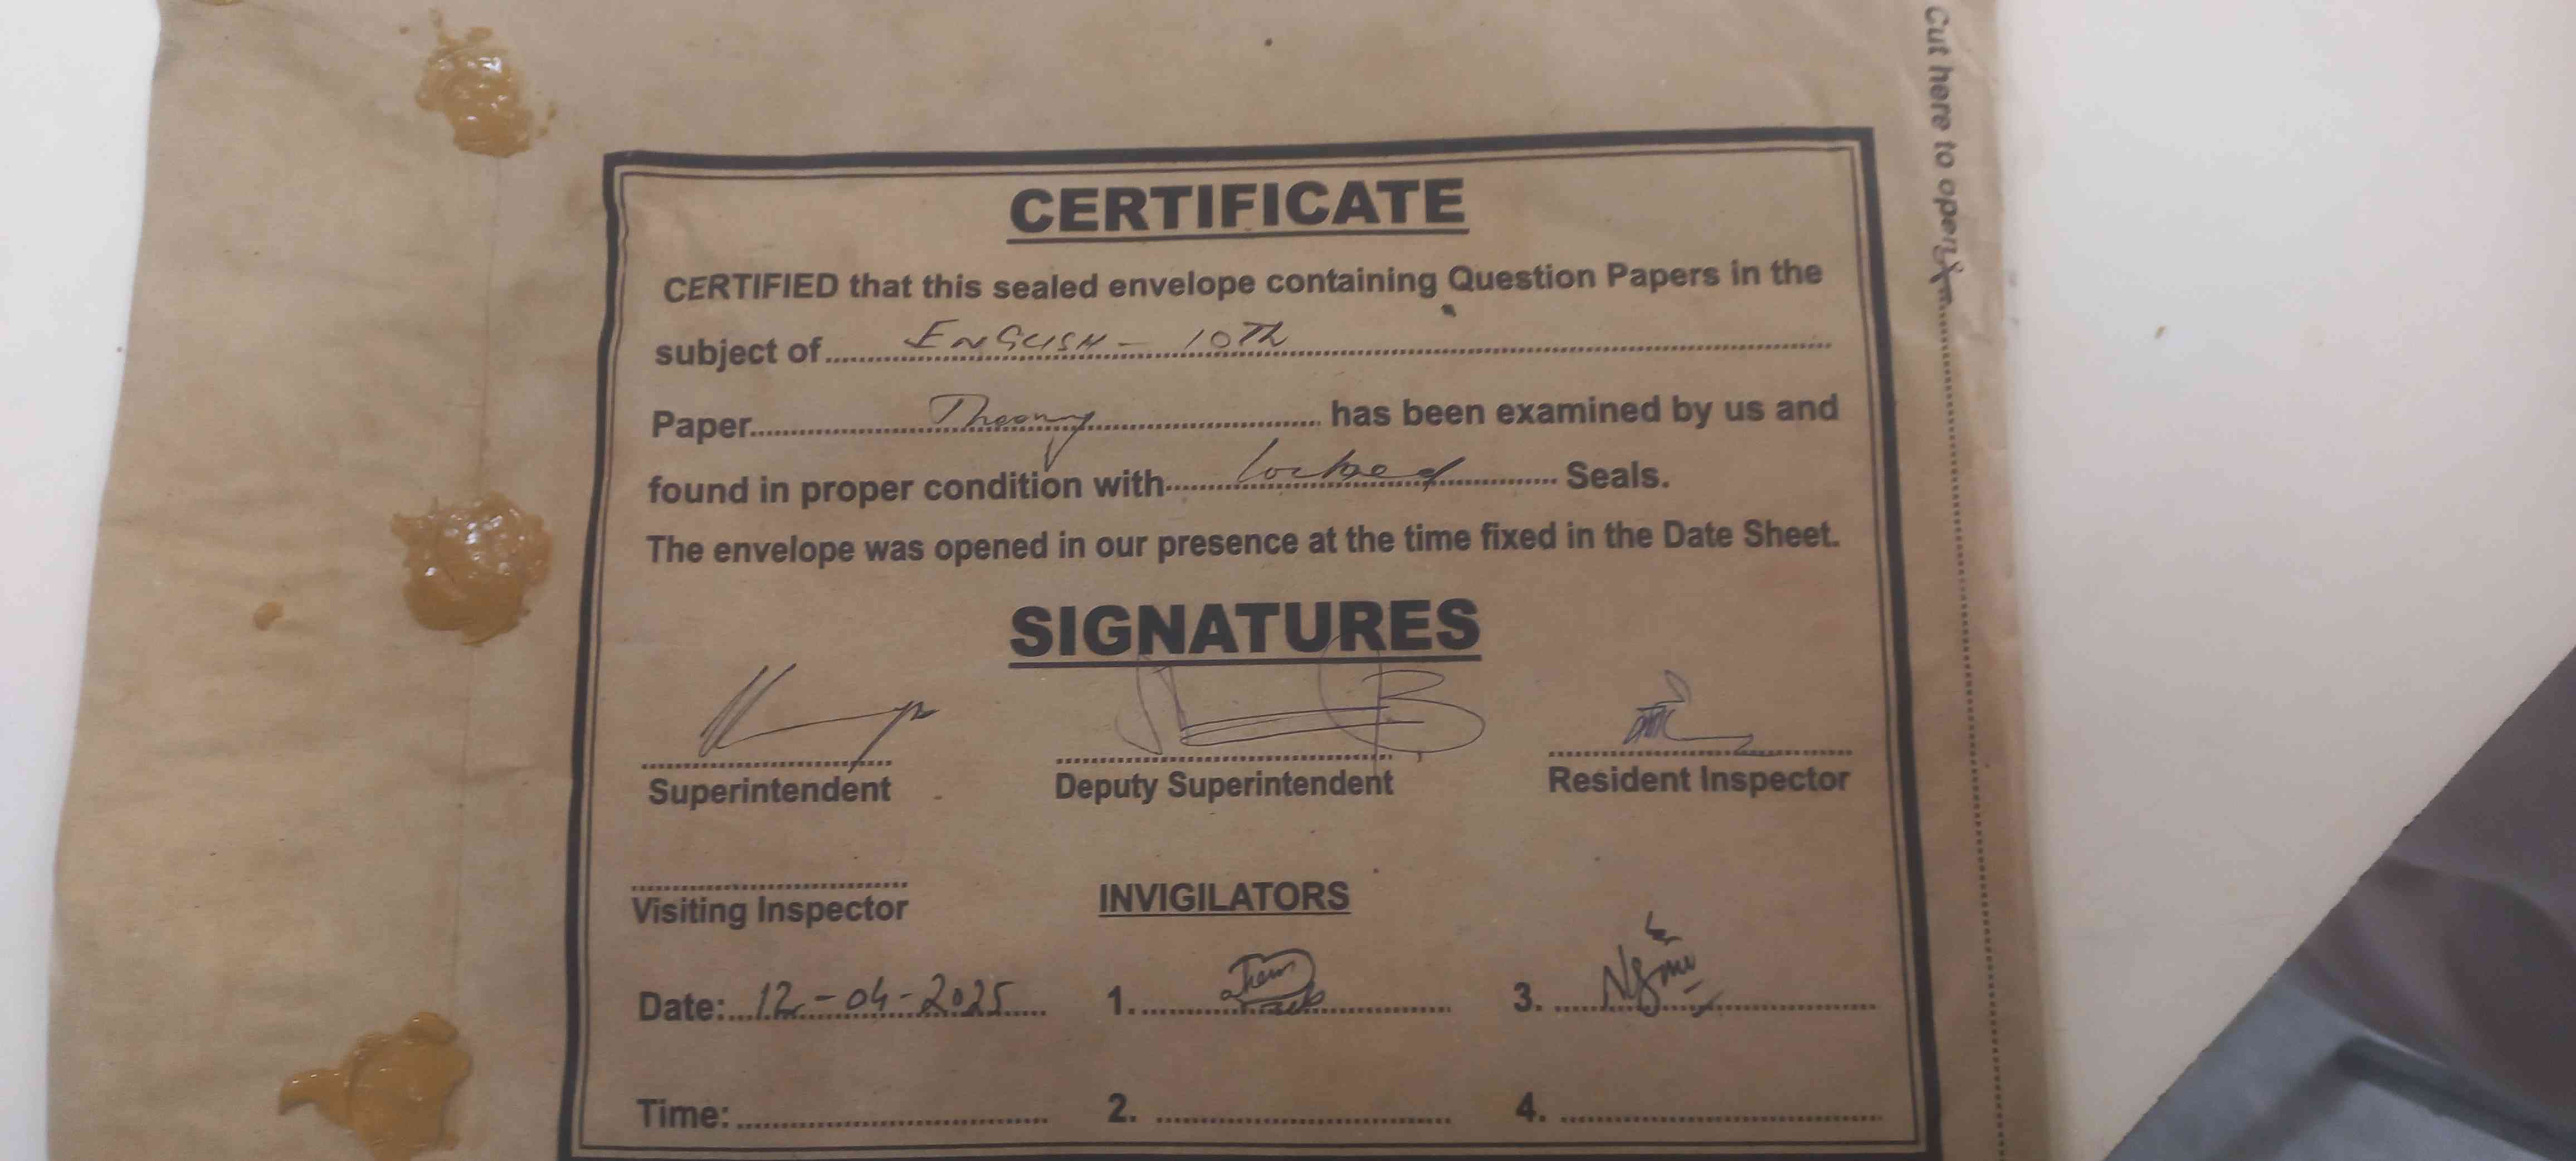 Cut here to open
CERTIFICATE
CERTIFIED that this sealed envelope containing Question Papers in the
subject of ENGLISH - 10Th
Paper Theory has been examined by us and
found in proper condition with locked Seals.
The envelope was opened in our presence at the time fixed in the Date Sheet.
SIGNATURES
Superintendent Deputy Superintendent Resident Inspector
Visiting Inspector INVIGILATORS
Date: 12-04-2025 1. 3.
Time: 2. 4.